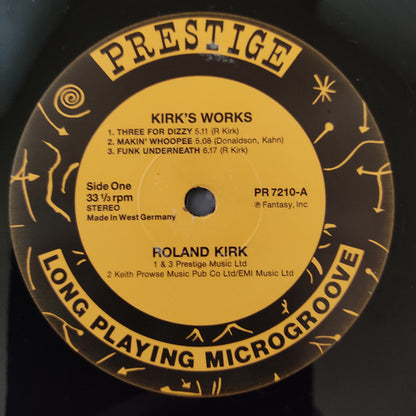 PRESTIGE
KIRK'S WORKS
1. THREE FOR DIZZY 5.11 (R Kirk)
2. MAKIN' WHOOPEE 5.08 (Donaldson, Kahn)
3. FUNK UNDERNEATH 6.17 (R Kirk)
Side One
33 ⅓ rpm
STEREO
Made in West Germany
PR 7210-A
℗ Fantasy, Inc
ROLAND KIRK
1 & 3 Prestige Music Ltd
2 Keith Prowse Music Pub Co Ltd/EMI Music Ltd
LONG PLAYING MICROGROOVE